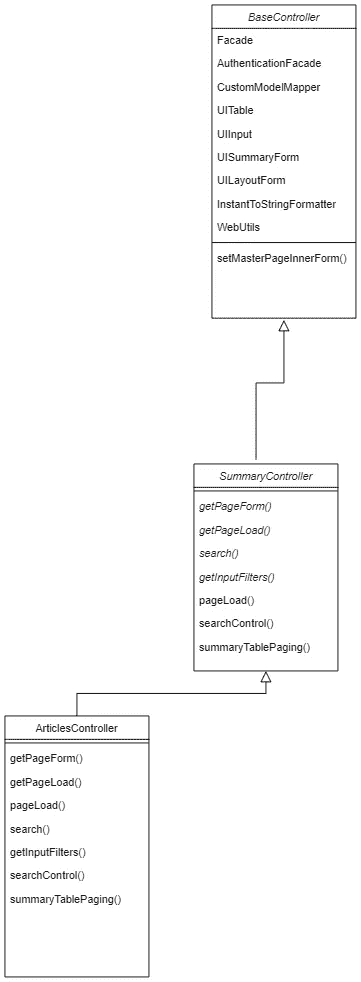 BaseController
Facade
AuthenticationFacade
CustomModelMapper
UITable
UIInput
UISummaryForm
UILayoutForm
InstantToStringFormatter
WebUtils
setMasterPageInnerForm()
SummaryController
getPageForm()
getPageLoad()
search()
getInputFilters()
pageLoad()
searchControl()
summaryTablePaging()
ArticlesController
getPageForm()
getPageLoad()
pageLoad()
search()
getInputFilters()
searchControl()
summaryTablePaging()